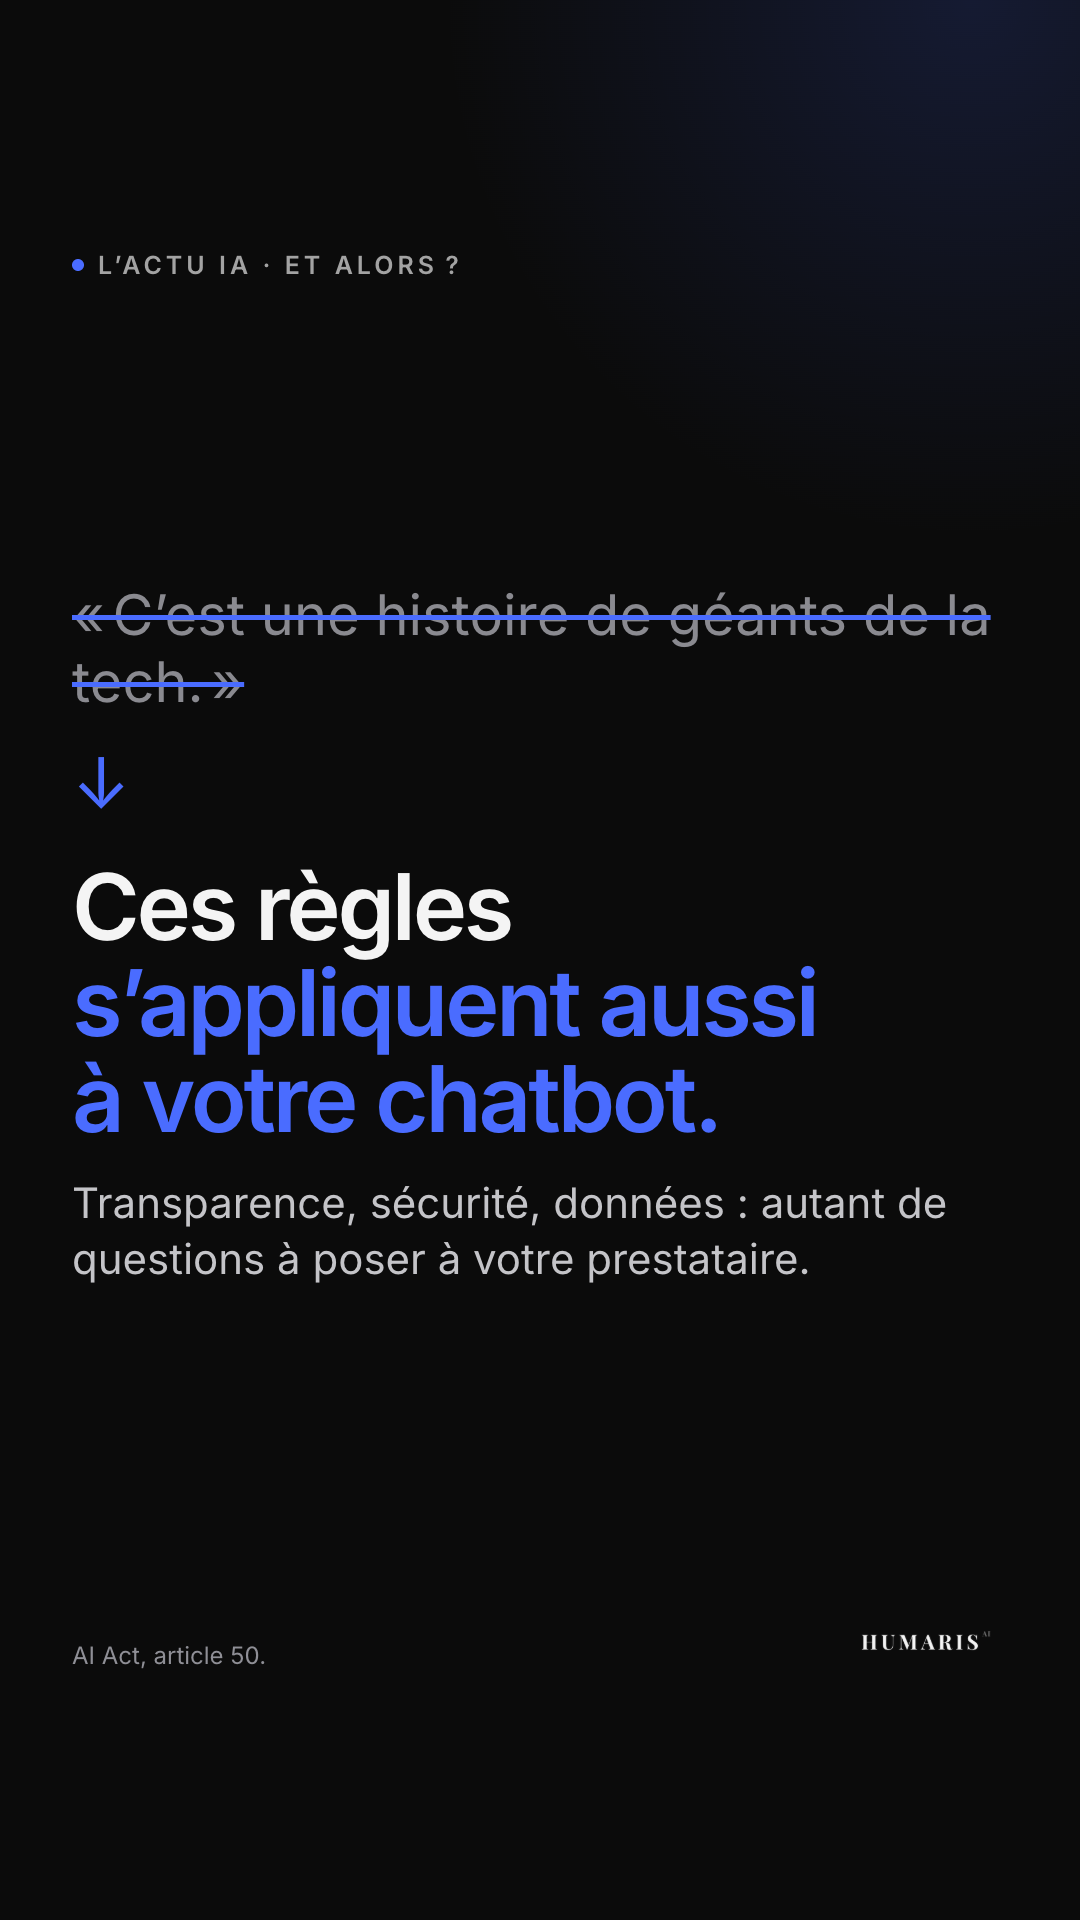 L’ACTU IA · ET ALORS ?
« C’est une histoire de géants de la
tech. »
↓
Ces règles
s’appliquent aussi
à votre chatbot.
Transparence, sécurité, données : autant de
questions à poser à votre prestataire.
AI Act, article 50.
HUMARIS AI